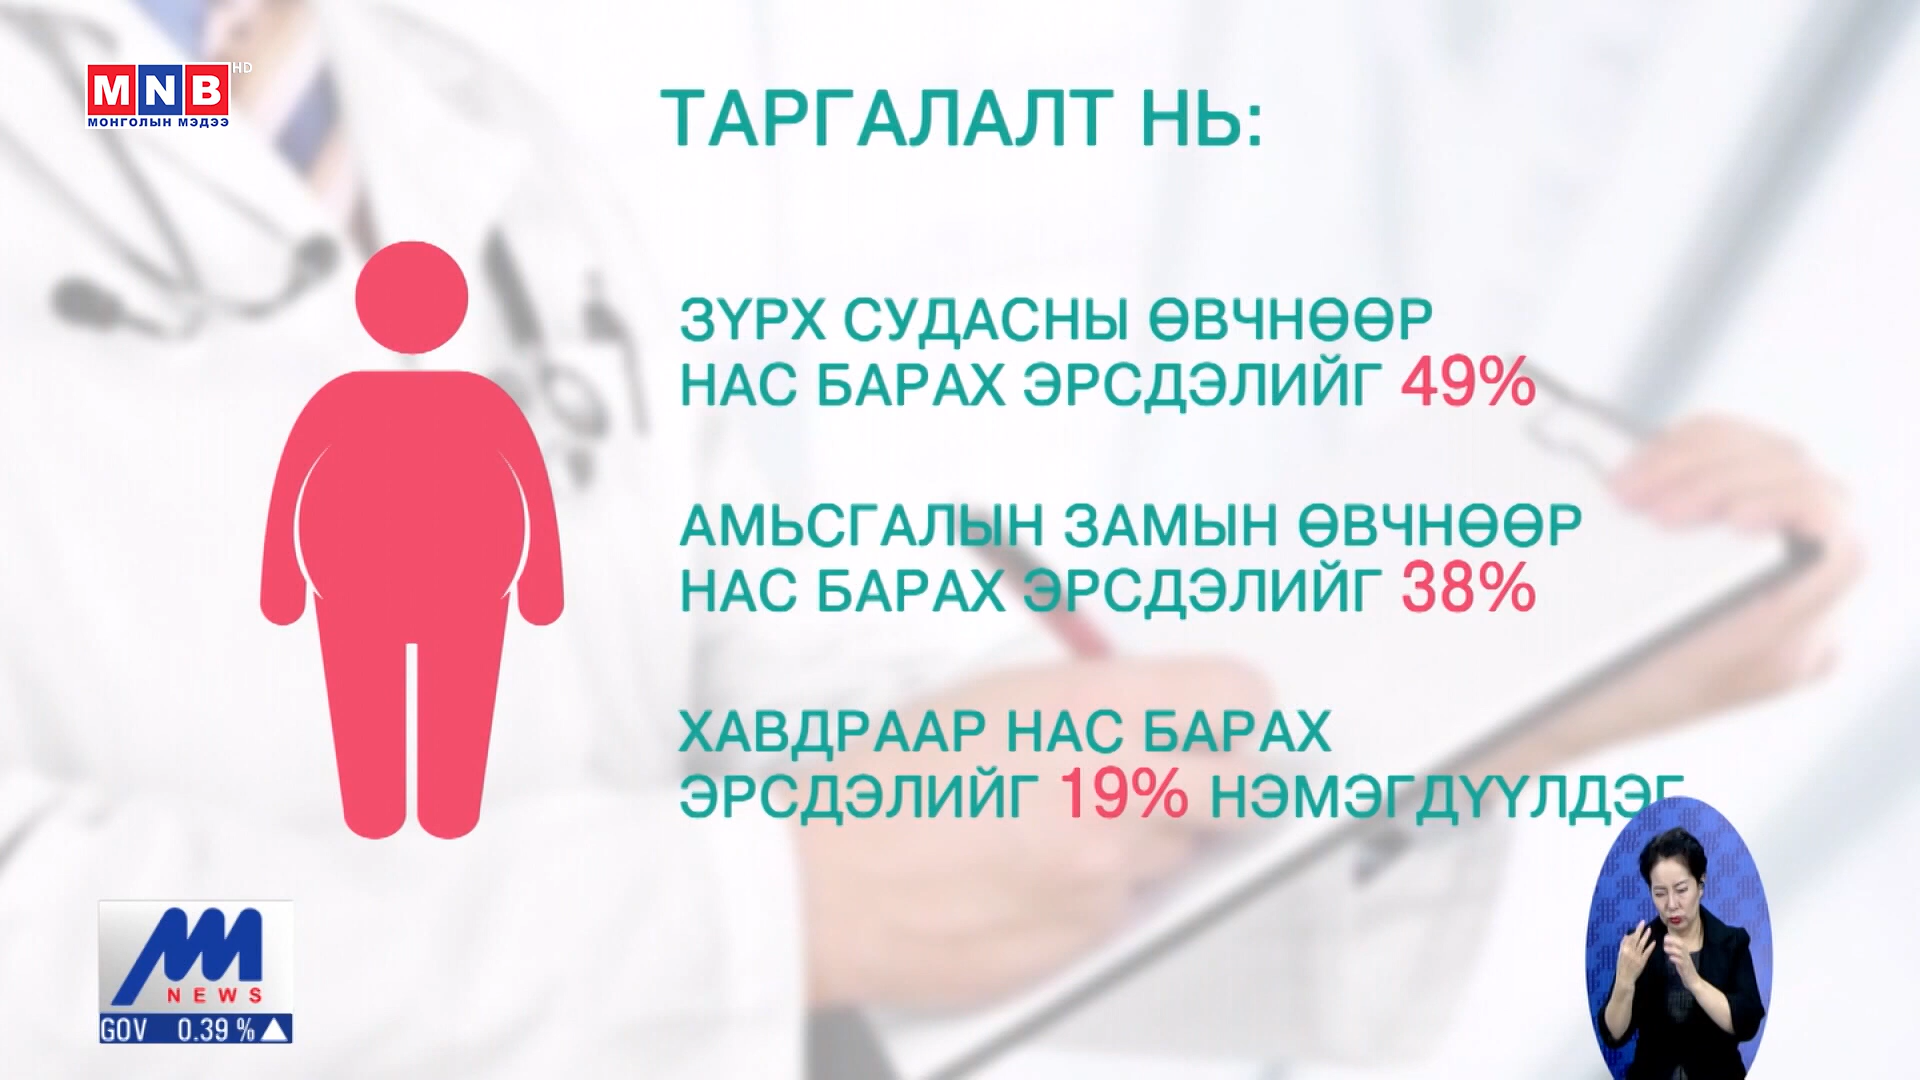 MNB HD
МОНГОЛЫН МЭДЭЭ
ТАРГАЛАЛТ НЬ:
ЗҮРХ СУДАСНЫ ӨВЧНӨӨР
НАС БАРАХ ЭРСДЭЛИЙГ 49%
АМЬСГАЛЫН ЗАМЫН ӨВЧНӨӨР
НАС БАРАХ ЭРСДЭЛИЙГ 38%
ХАВДРААР НАС БАРАХ
ЭРСДЭЛИЙГ 19% НЭМЭГДҮҮЛДЭГ
NEWS
GOV 0.39 %